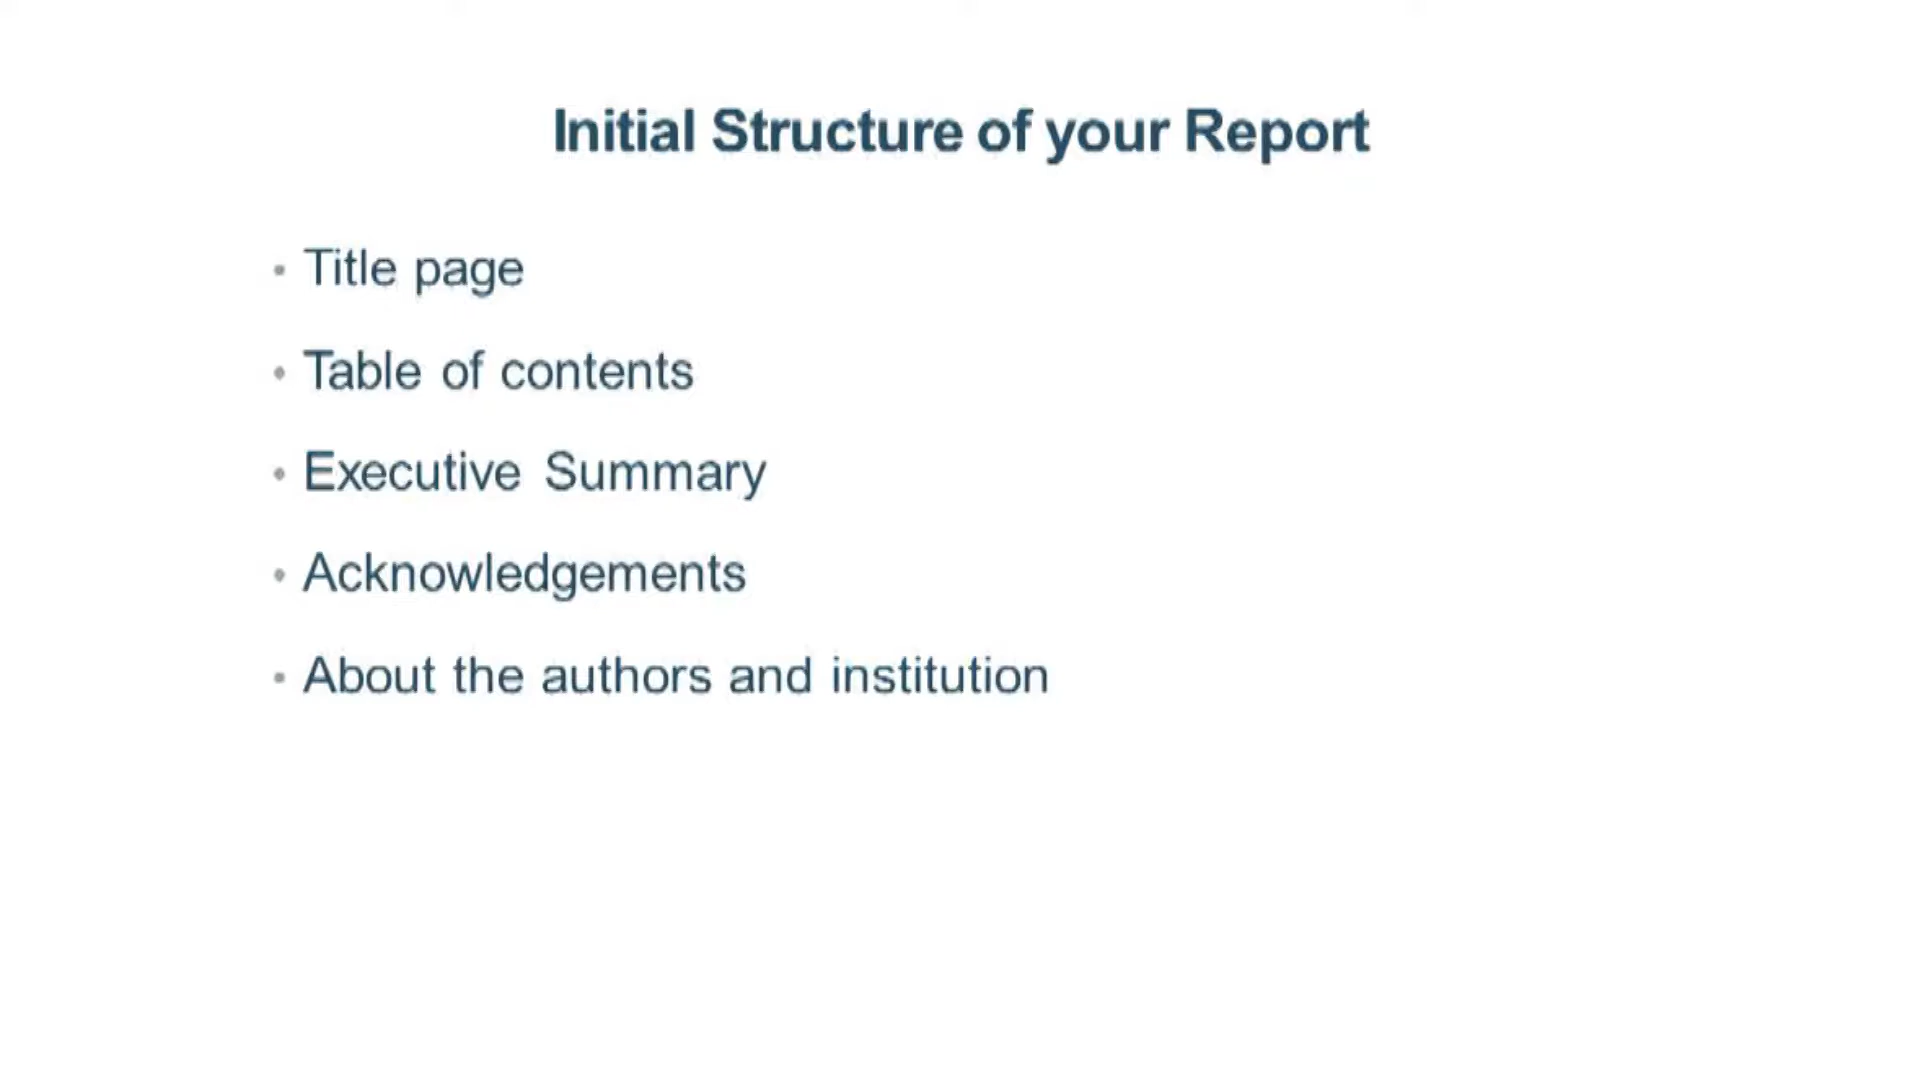 Initial Structure of your Report
• Title page
• Table of contents
• Executive Summary
• Acknowledgements
• About the authors and institution